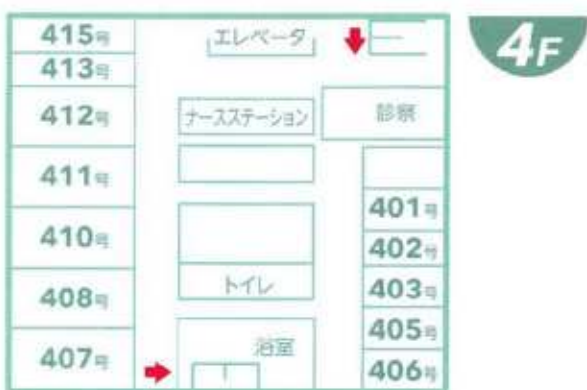 415号
413号
412号
411号
410号
408号
407号
エレベータ
ナースステーション
診察
トイレ
浴室
401号
402号
403号
405号
406号
4F